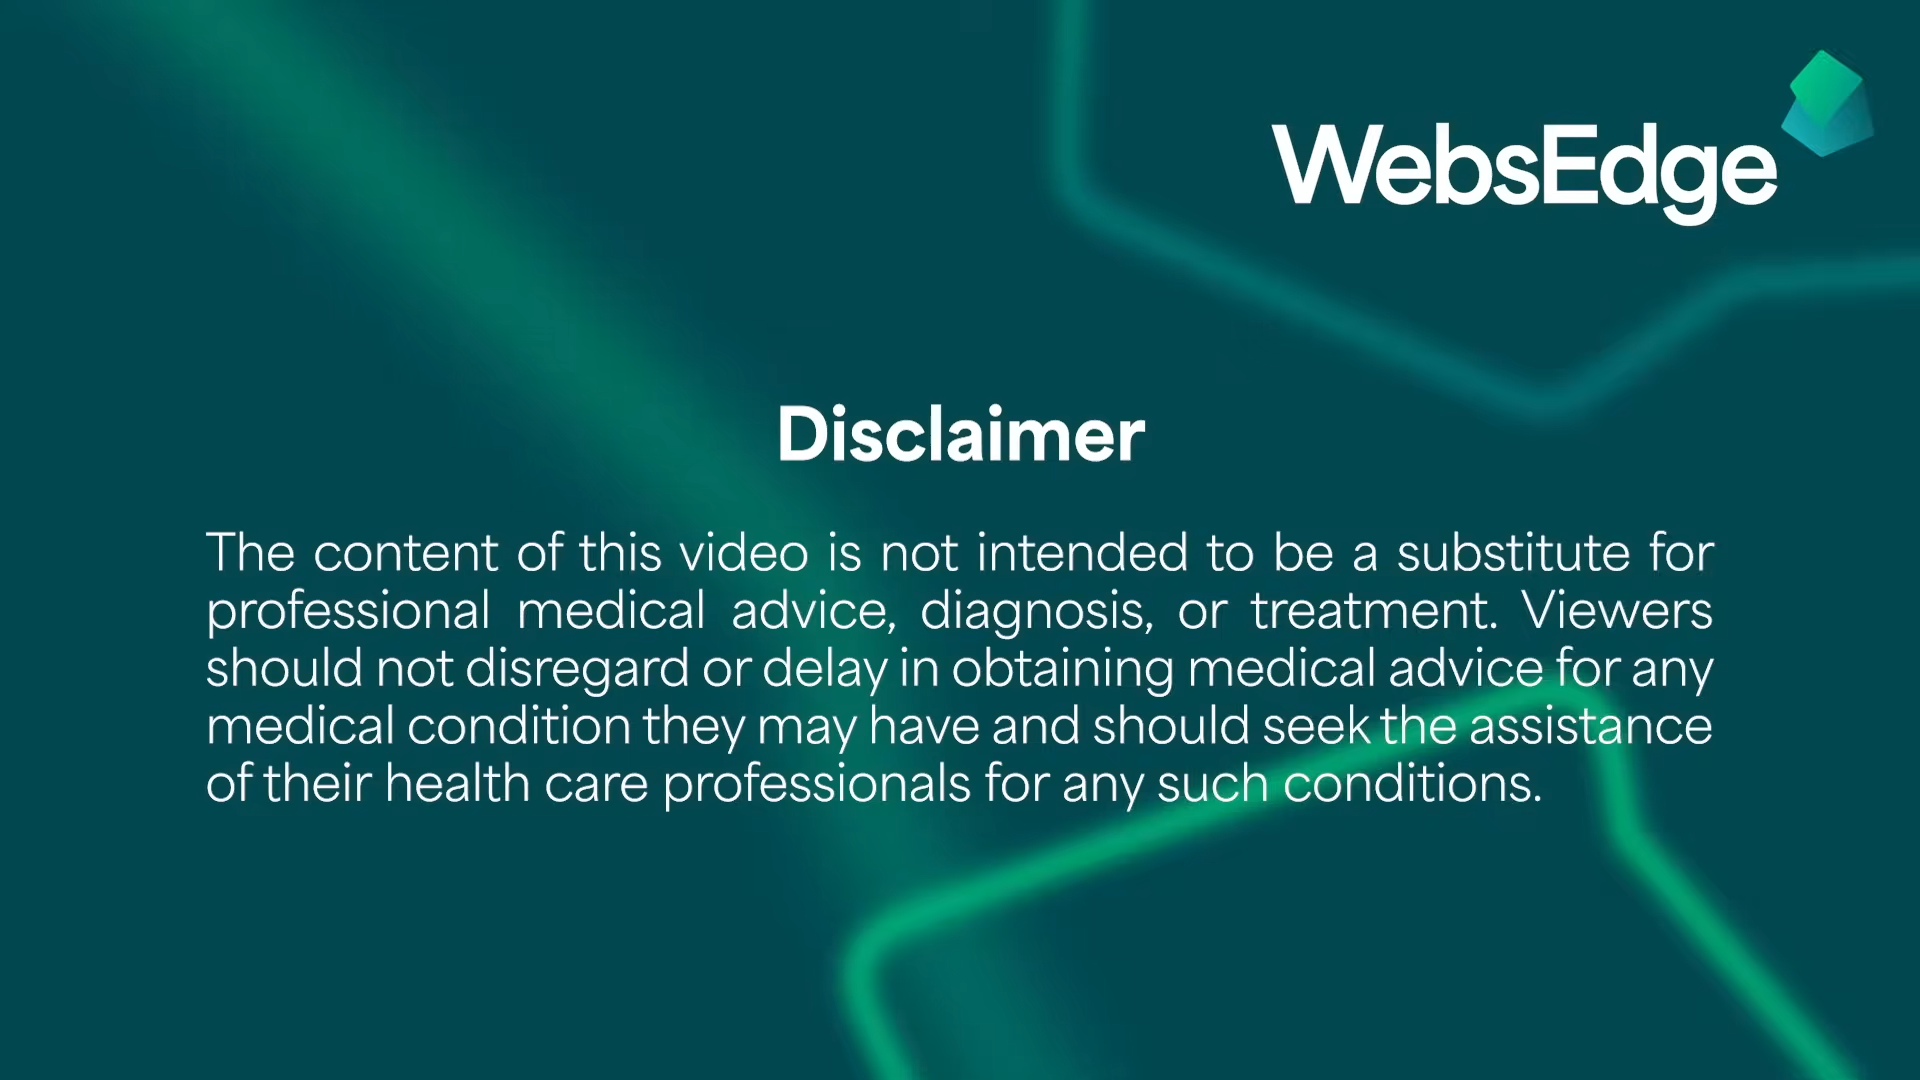 WebsEdge
Disclaimer
The content of this video is not intended to be a substitute for
professional medical advice, diagnosis, or treatment. Viewers
should not disregard or delay in obtaining medical advice for any
medical condition they may have and should seek the assistance
of their health care professionals for any such conditions.